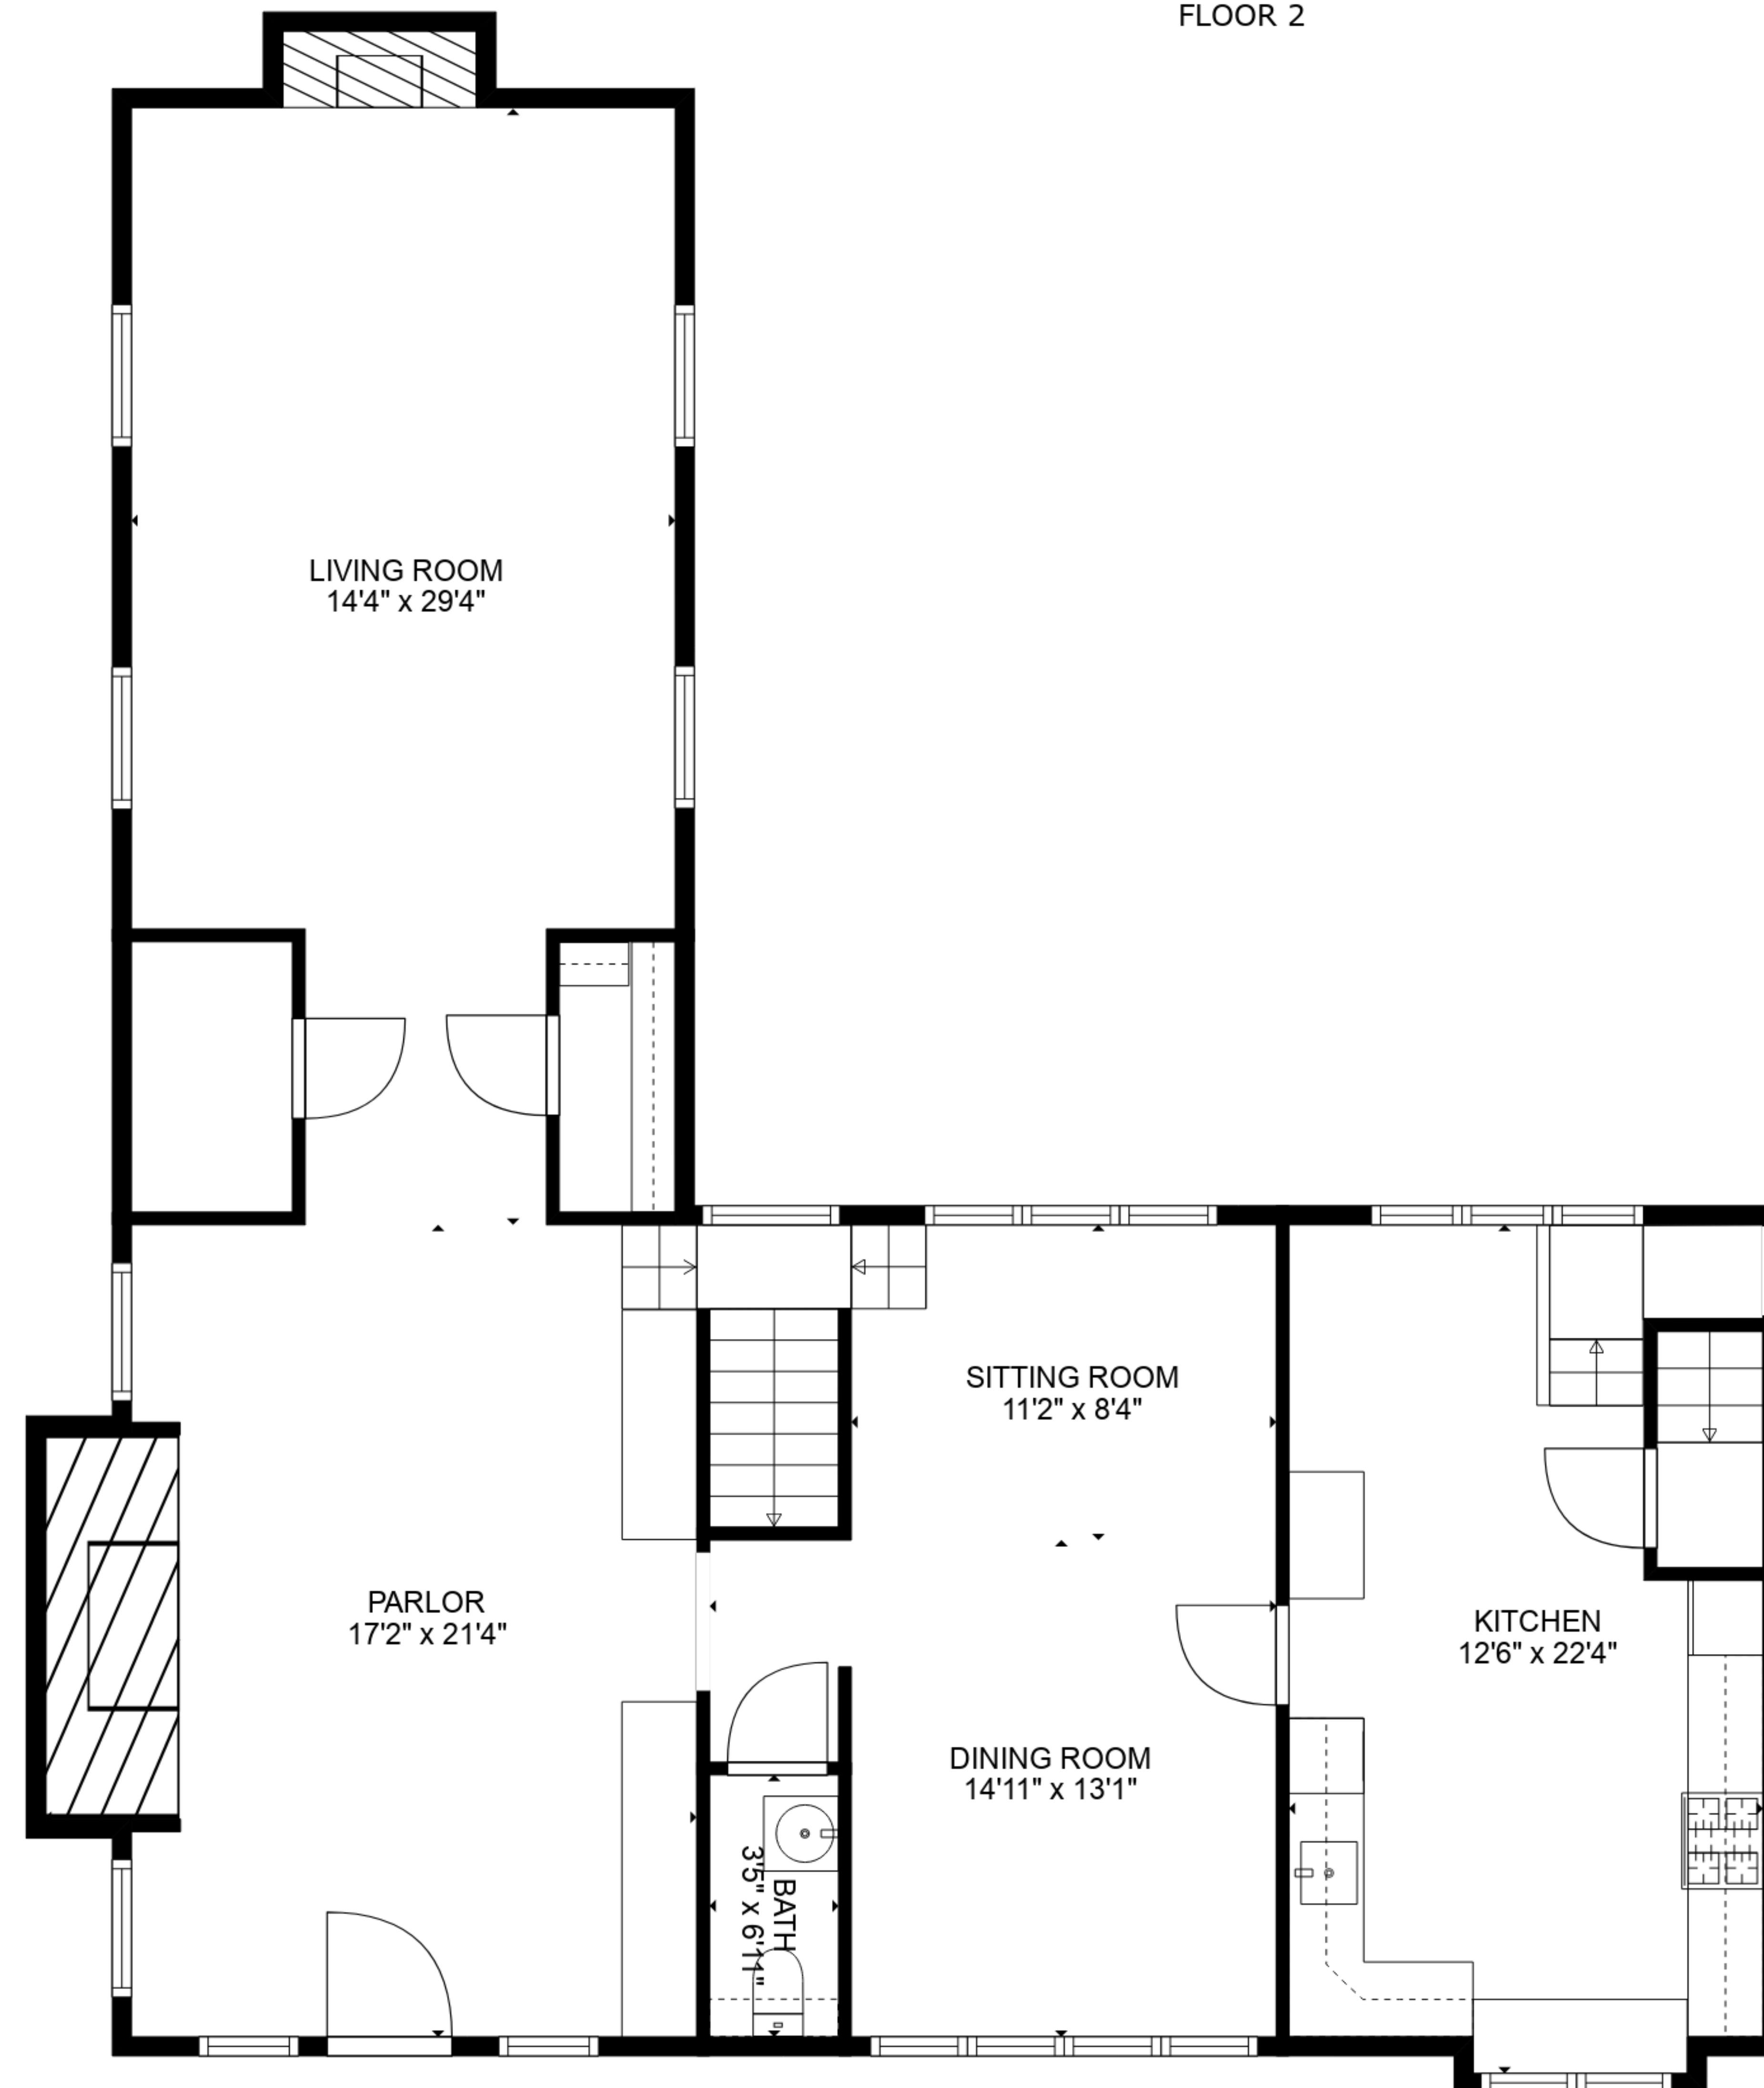 FLOOR 2
LIVING ROOM
14'4" x 29'4"
SITTING ROOM
11'2" x 8'4"
PARLOR
17'2" x 21'4"
KITCHEN
12'6" x 22'4"
DINING ROOM
14'11" x 13'1"
BATH
3'5" x 6'11"